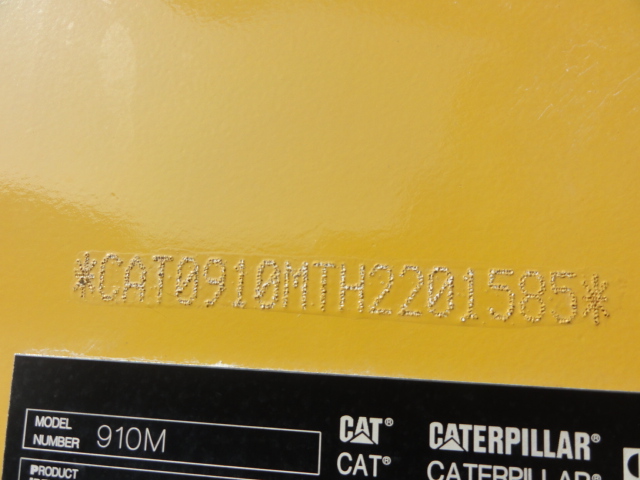 *CAT0910MTH2201585*
MODEL
NUMBER 910M
CAT® CATERPILLAR®
PRODUCT
CAT® CATERPILLAR®